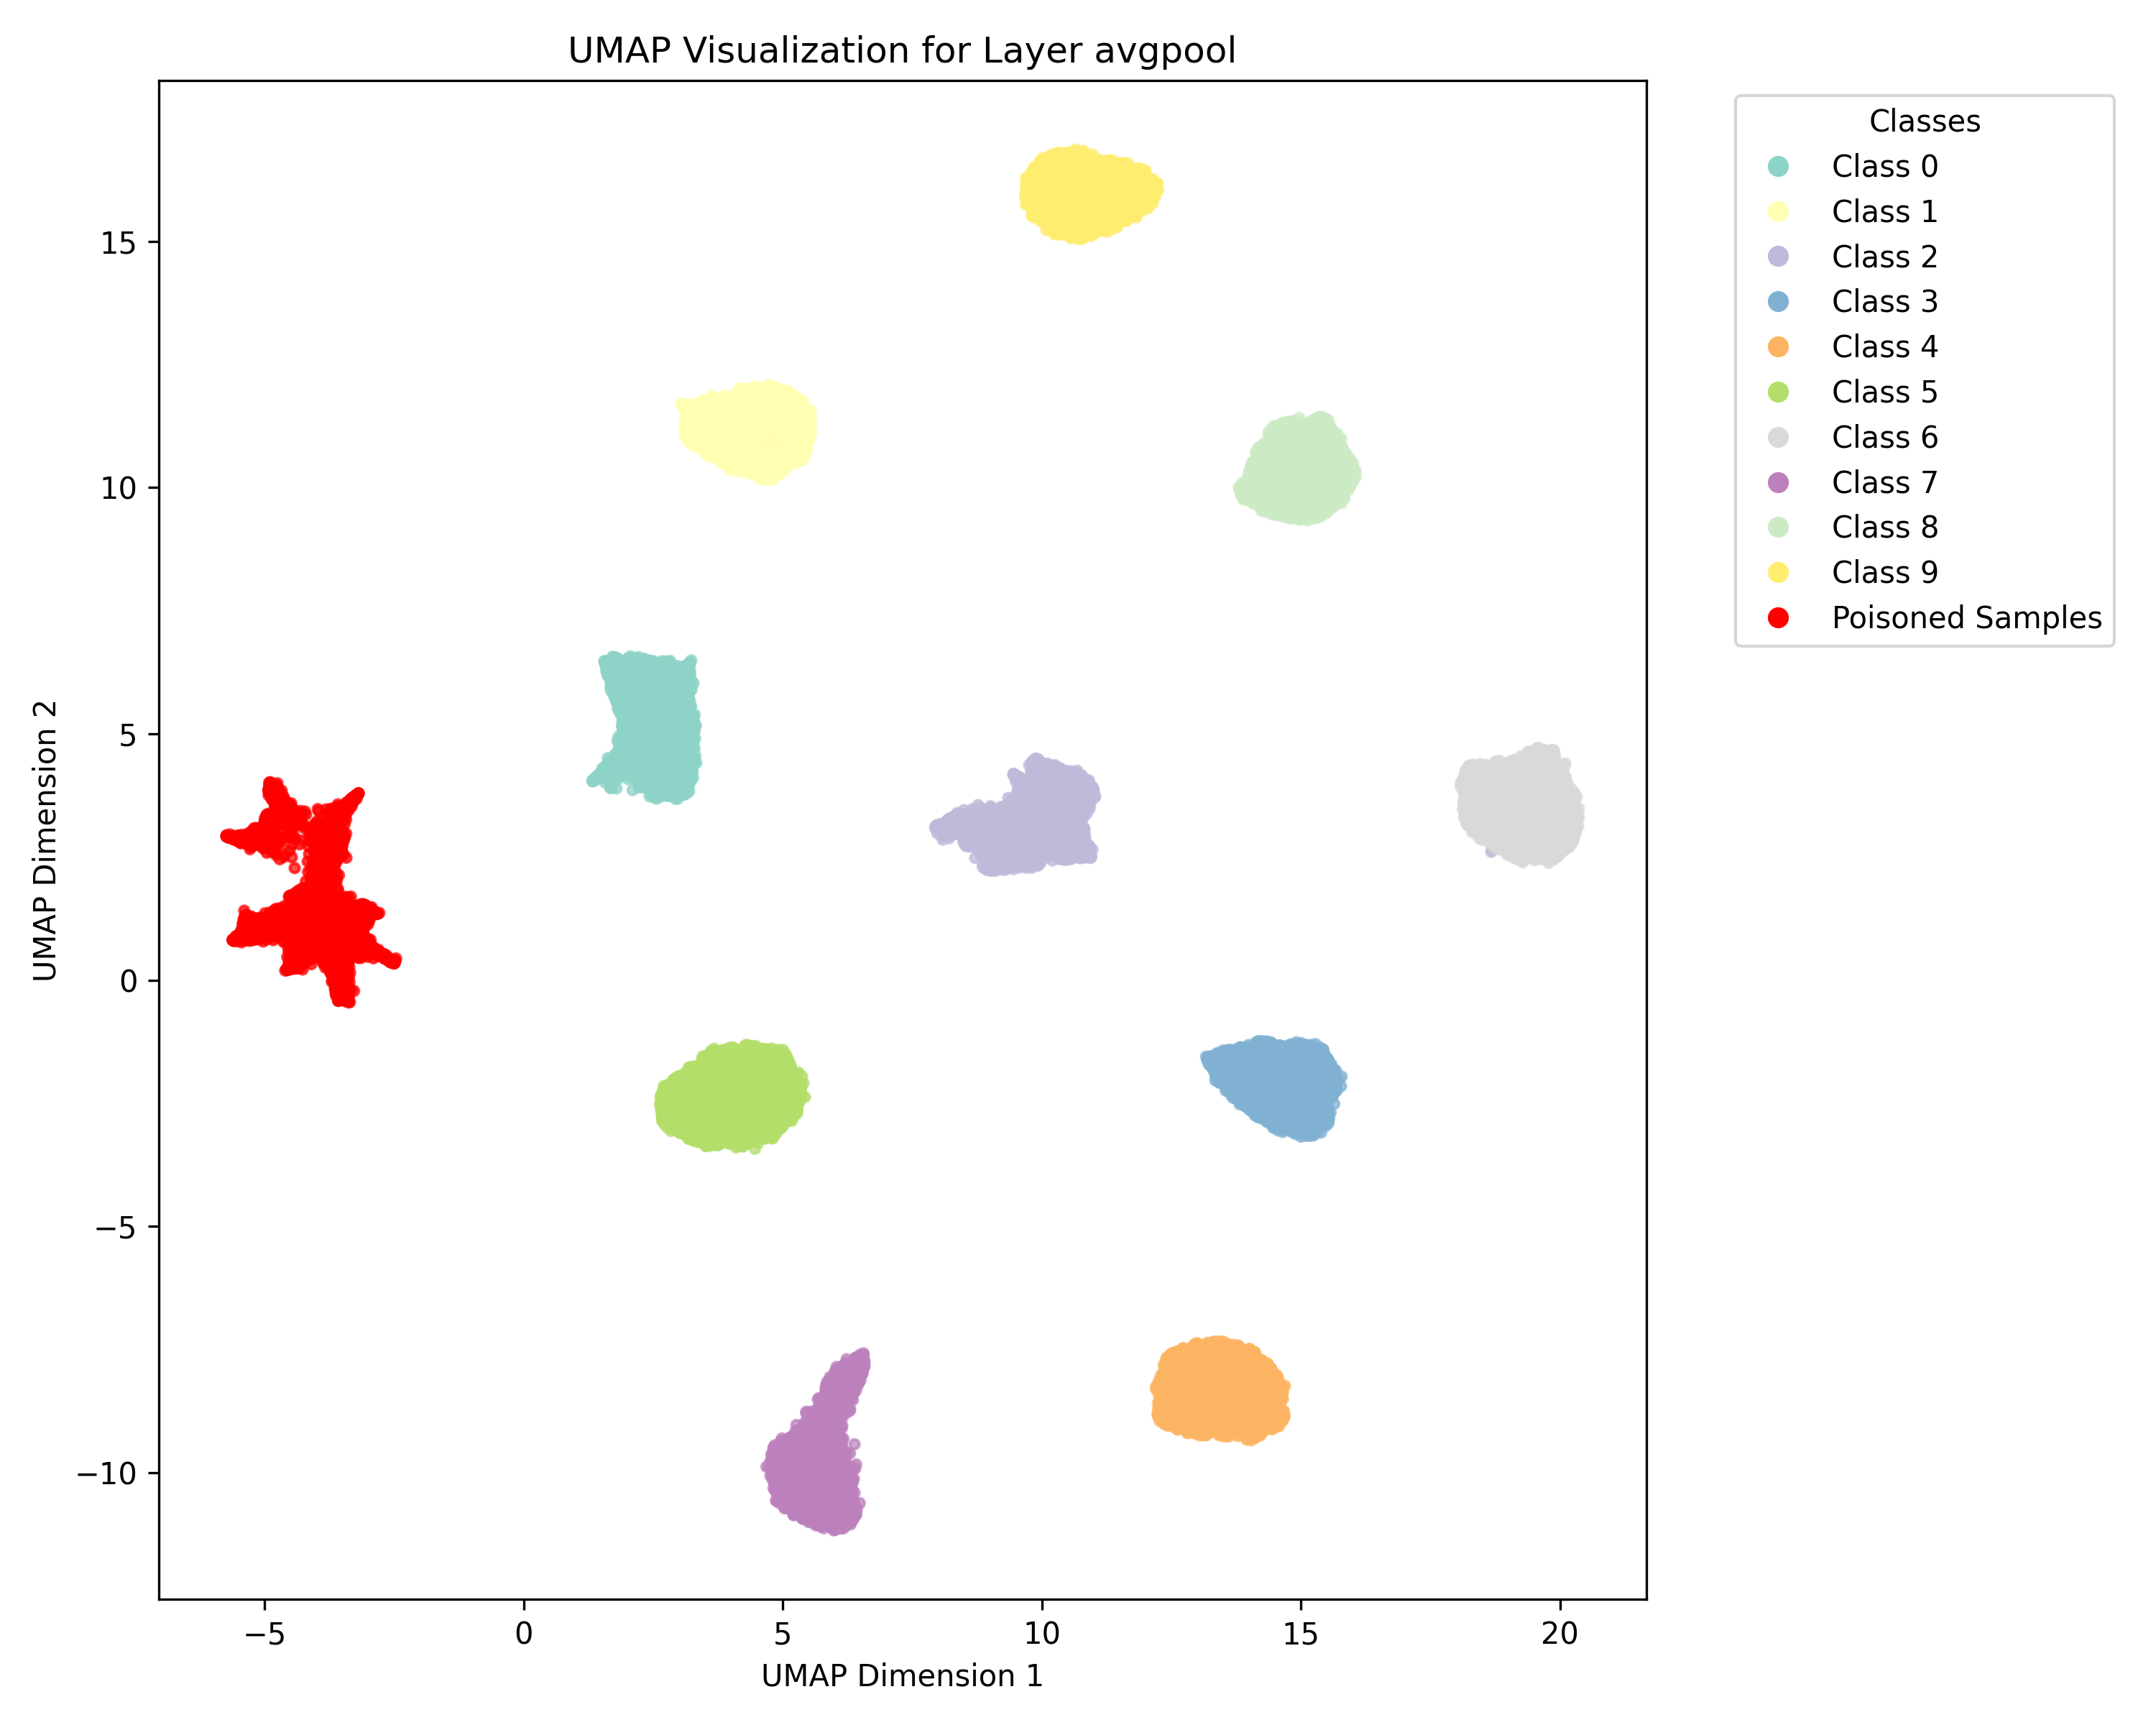 UMAP Visualization for Layer avgpool
Classes
Class 0
Class 1
Class 2
Class 3
Class 4
Class 5
Class 6
Class 7
Class 8
Class 9
Poisoned Samples
UMAP Dimension 2
15
10
5
0
−5
−10
−5
0
5
10
15
20
UMAP Dimension 1